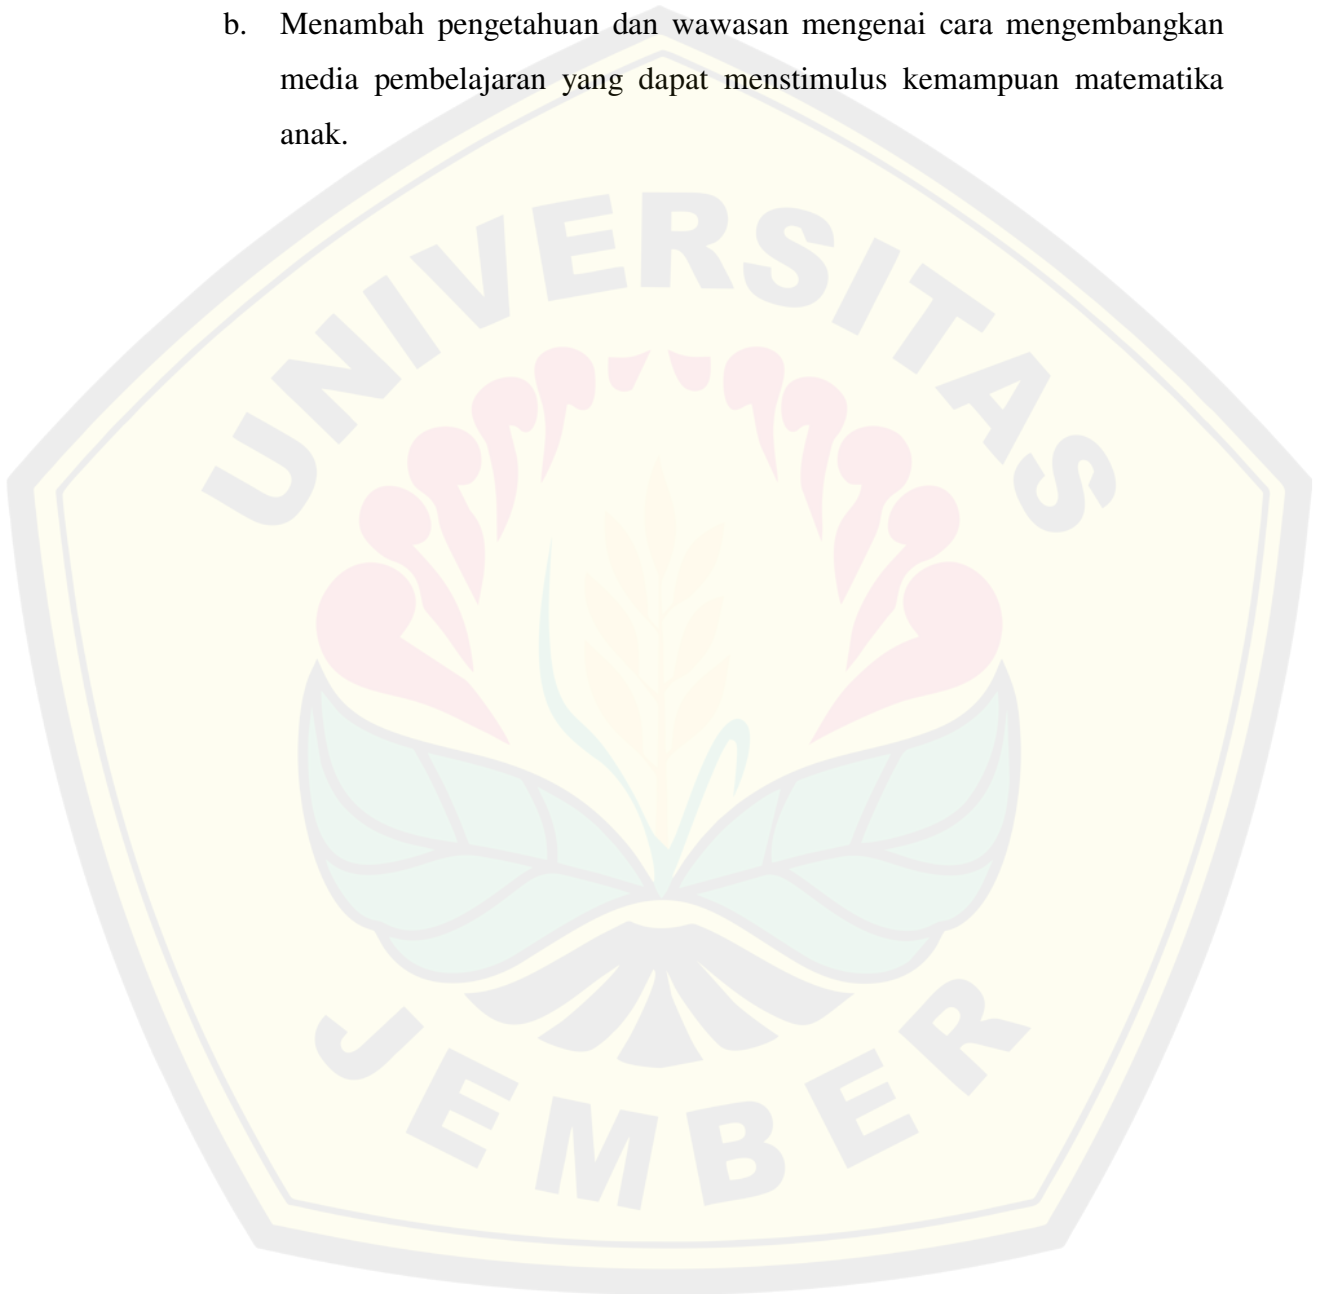 b. Menambah pengetahuan dan wawasan mengenai cara mengembangkan
media pembelajaran yang dapat menstimulus kemampuan matematika
anak.
UNIVERSITAS
JEMBER